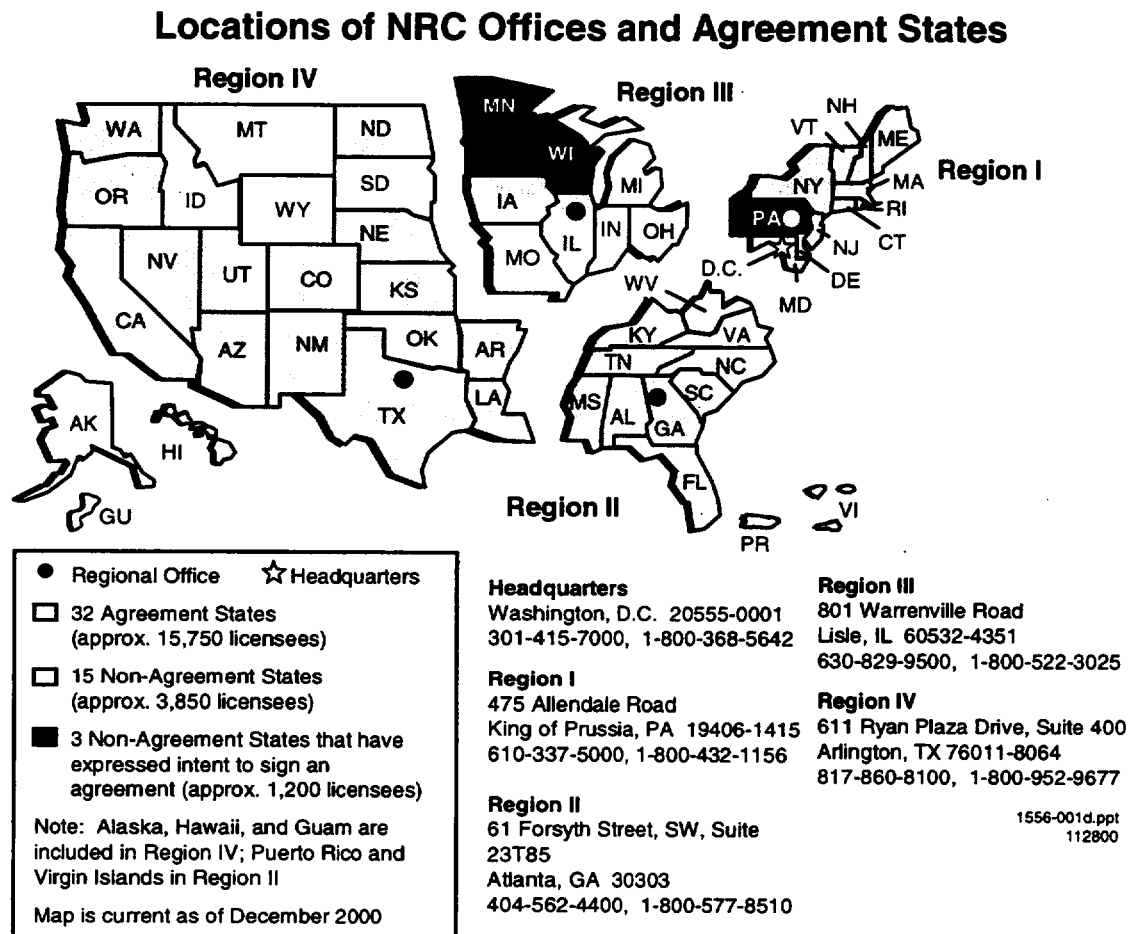 Locations of NRC Offices and Agreement States
Region IV
Region III
Region I
Region II
WA
MT
ND
OR
ID
SD
WY
NE
NV
UT
CO
KS
CA
AZ
NM
OK
AR
TX
LA
AK
HI
GU
MN
WI
MI
IA
IL
IN
OH
MO
NH
VT
ME
NY
MA
RI
CT
PA
NJ
DE
D.C.
MD
WV
KY
VA
TN
NC
SC
MS
AL
GA
FL
PR
VI
Regional Office
Headquarters
32 Agreement States
(approx. 15,750 licensees)
15 Non-Agreement States
(approx. 3,850 licensees)
3 Non-Agreement States that have
expressed intent to sign an
agreement (approx. 1,200 licensees)
Note: Alaska, Hawaii, and Guam are
included in Region IV; Puerto Rico and
Virgin Islands in Region II
Map is current as of December 2000
Headquarters
Washington, D.C. 20555-0001
301-415-7000, 1-800-368-5642
Region I
475 Allendale Road
King of Prussia, PA 19406-1415
610-337-5000, 1-800-432-1156
Region II
61 Forsyth Street, SW, Suite
23T85
Atlanta, GA 30303
404-562-4400, 1-800-577-8510
Region III
801 Warrenville Road
Lisle, IL 60532-4351
630-829-9500, 1-800-522-3025
Region IV
611 Ryan Plaza Drive, Suite 400
Arlington, TX 76011-8064
817-860-8100, 1-800-952-9677
1556-001d.ppt
112800